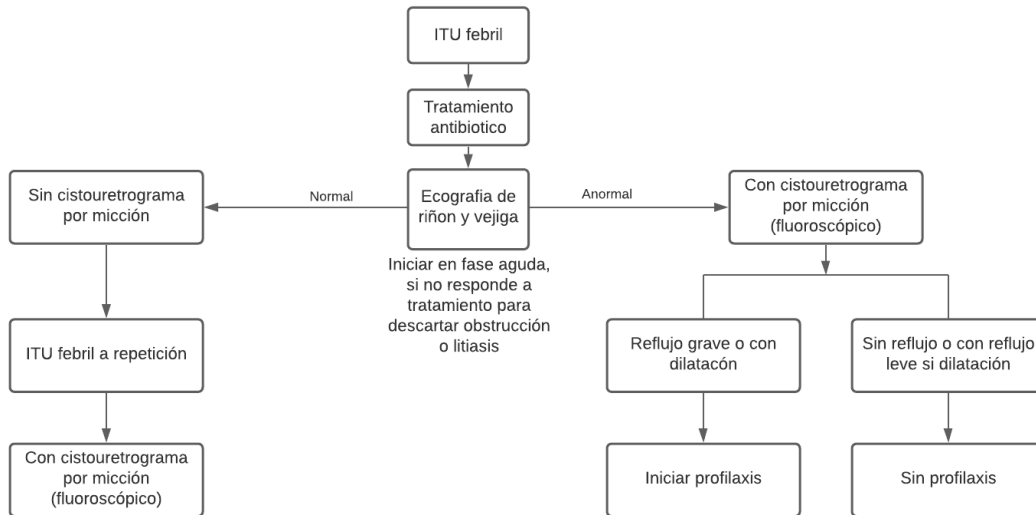 ITU febril
Tratamiento
antibiotico
Ecografia de
riñon y vejiga
Normal
Anormal
Sin cistouretrograma
por micción
Con cistouretrograma
por micción
(fluoroscópico)
Iniciar en fase aguda,
si no responde a
tratamiento para
descartar obstrucción
o litiasis
ITU febril a repetición
Reflujo grave o con
dilatacón
Sin reflujo o con reflujo
leve si dilatación
Con cistouretrograma
por micción
(fluoroscópico)
Iniciar profilaxis
Sin profilaxis